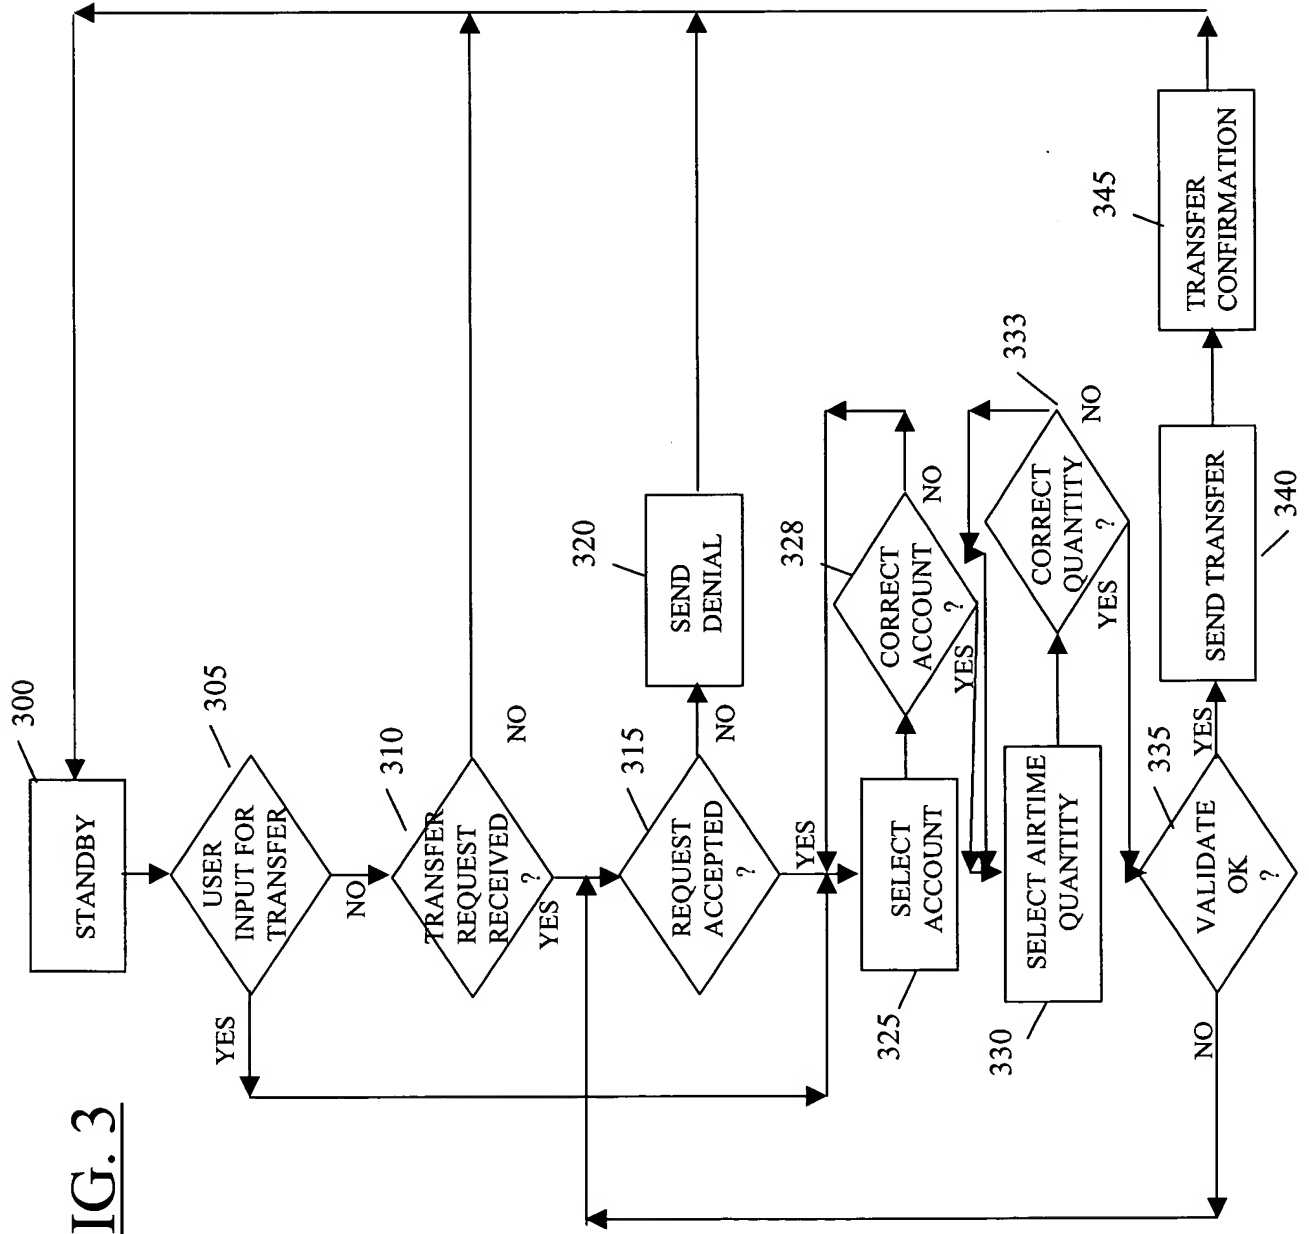 IG. 3
300
STANDBY
305
USER
INPUT FOR
TRANSFER
YES
NO
310
TRANSFER
REQUEST
RECEIVED
?
NO
YES
315
REQUEST
ACCEPTED
?
NO
YES
320
SEND
DENIAL
325
SELECT
ACCOUNT
328
CORRECT
ACCOUNT
?
NO
YES
330
SELECT AIRTIME
QUANTITY
333
CORRECT
QUANTITY
?
NO
YES
335
VALIDATE
OK
?
NO
YES
340
SEND TRANSFER
345
TRANSFER
CONFIRMATION